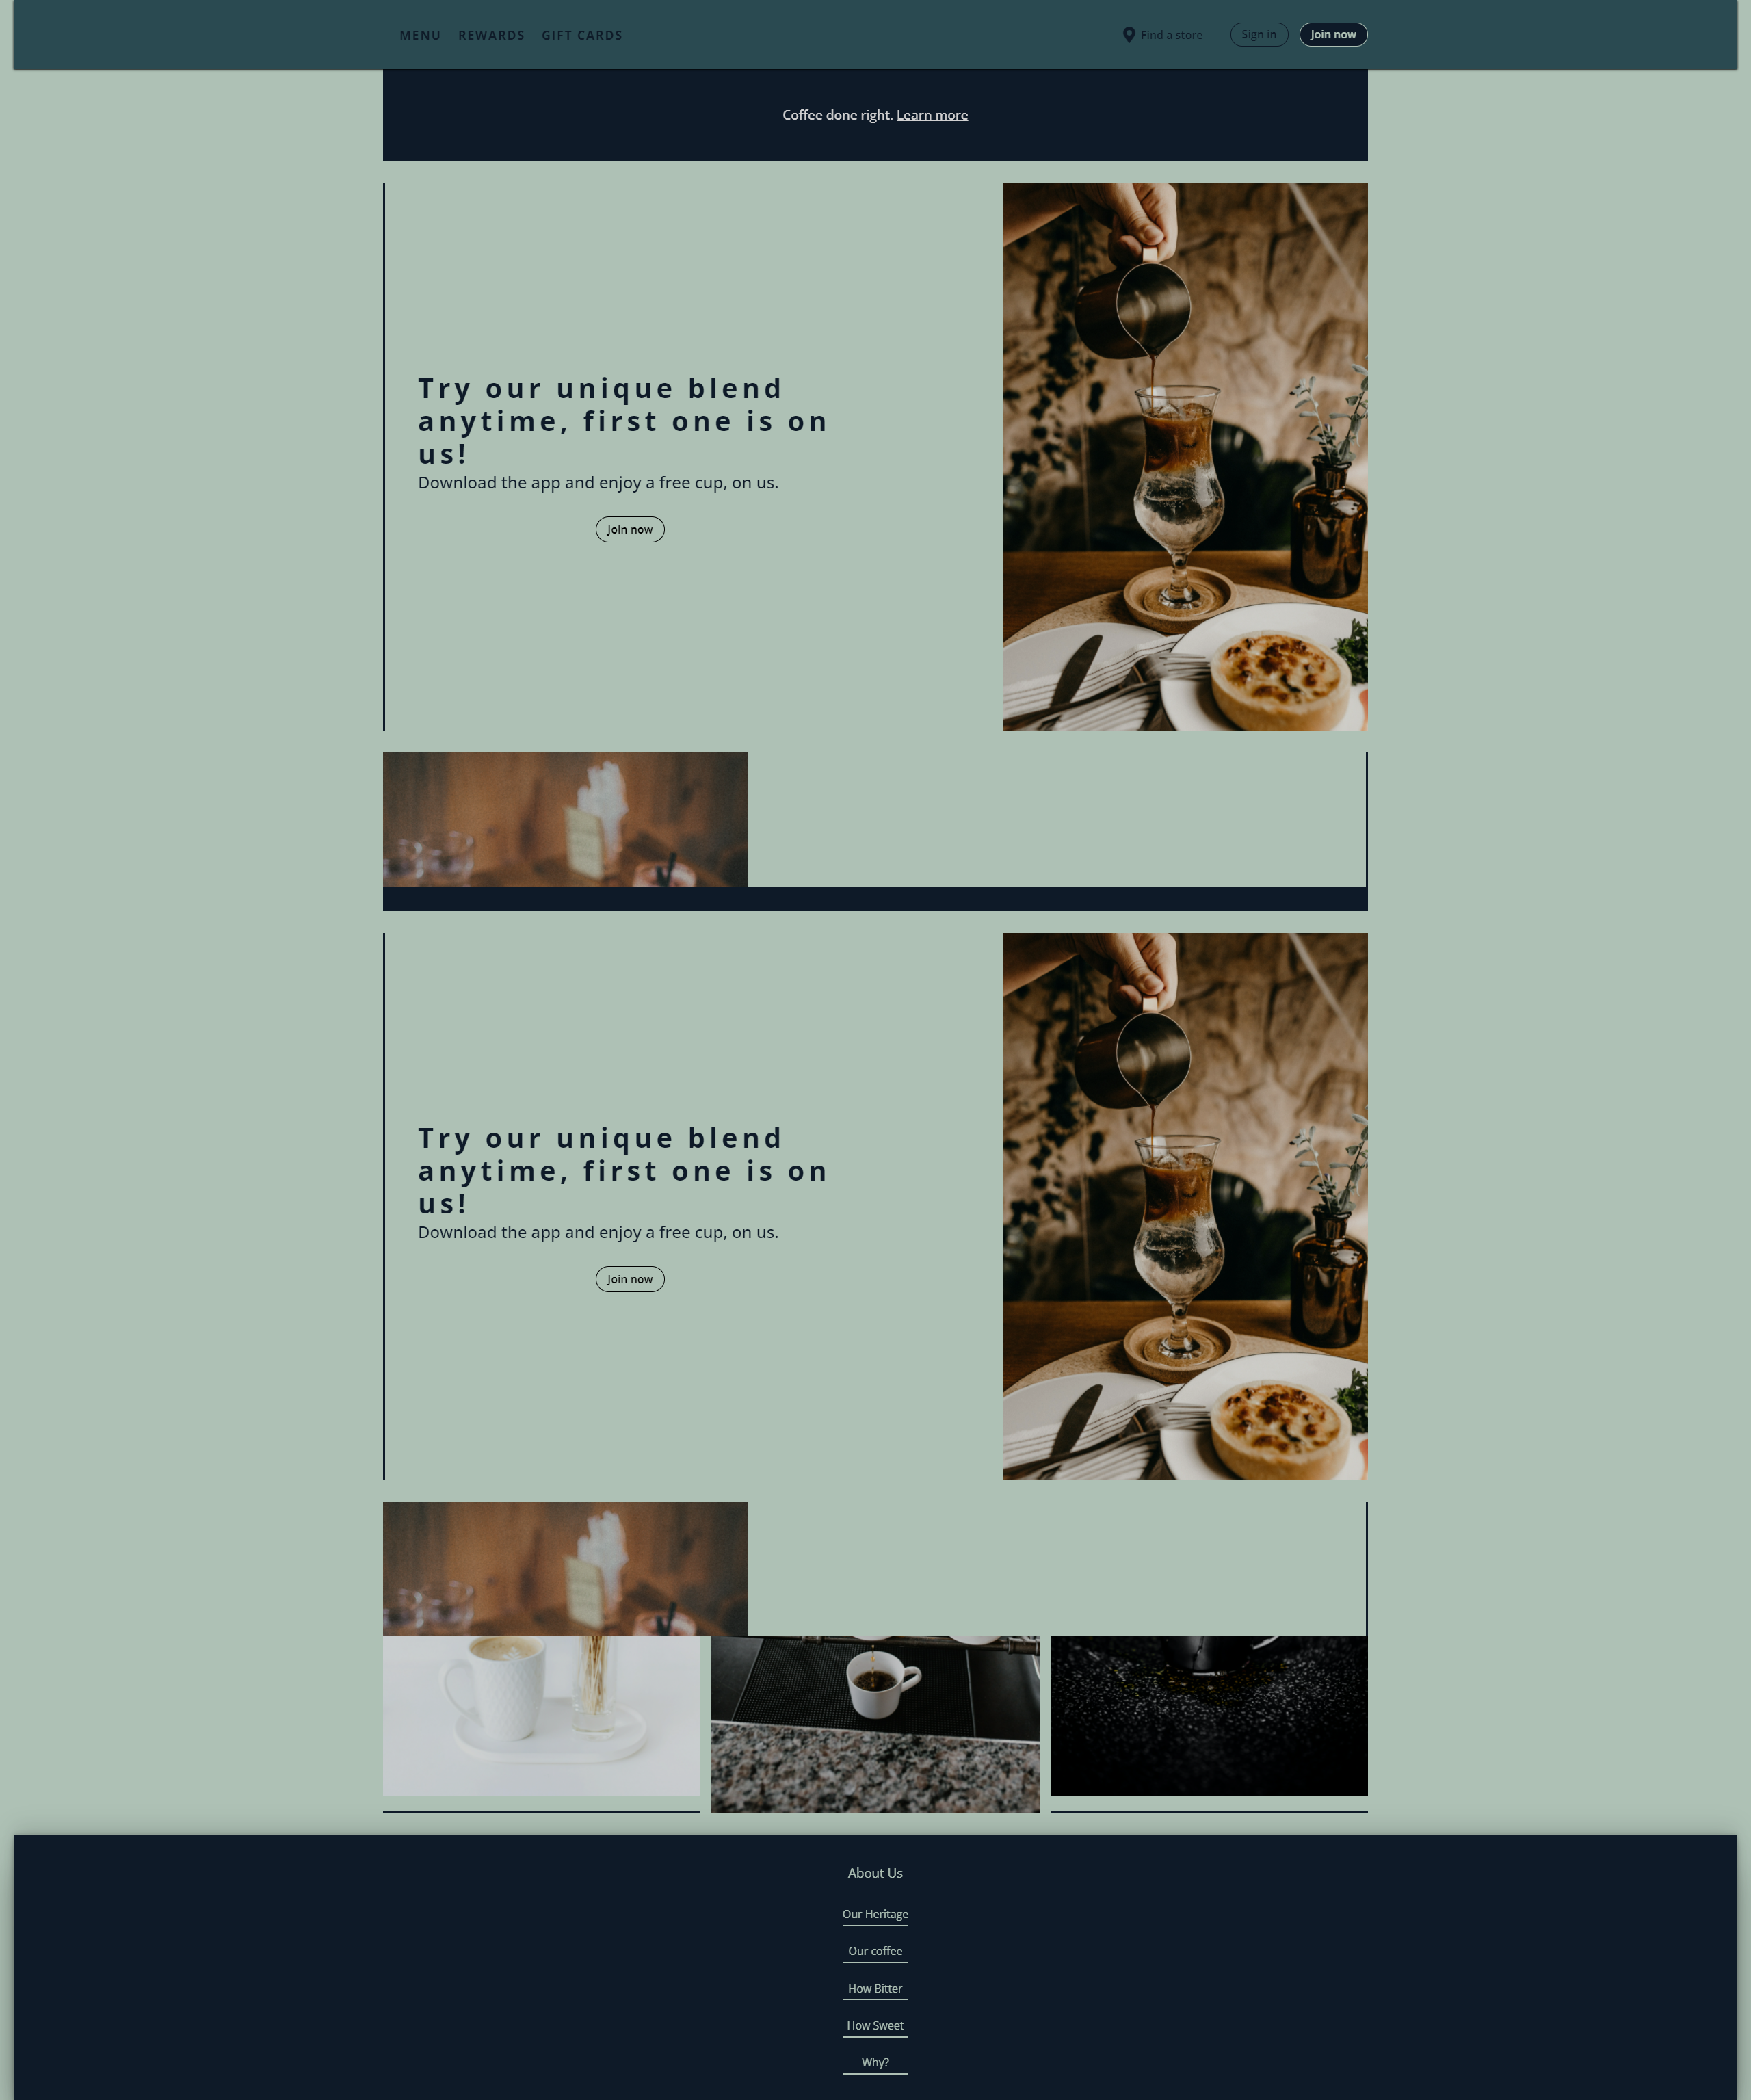 MENU REWARDS GIFT CARDS Find a store Sign in Join now
Coffee done right. Learn more
Try our unique blend
anytime, first one is on
us!
Download the app and enjoy a free cup, on us.
Join now
Try our unique blend
anytime, first one is on
us!
Download the app and enjoy a free cup, on us.
Join now
About Us
Our Heritage
Our coffee
How Bitter
How Sweet
Why?